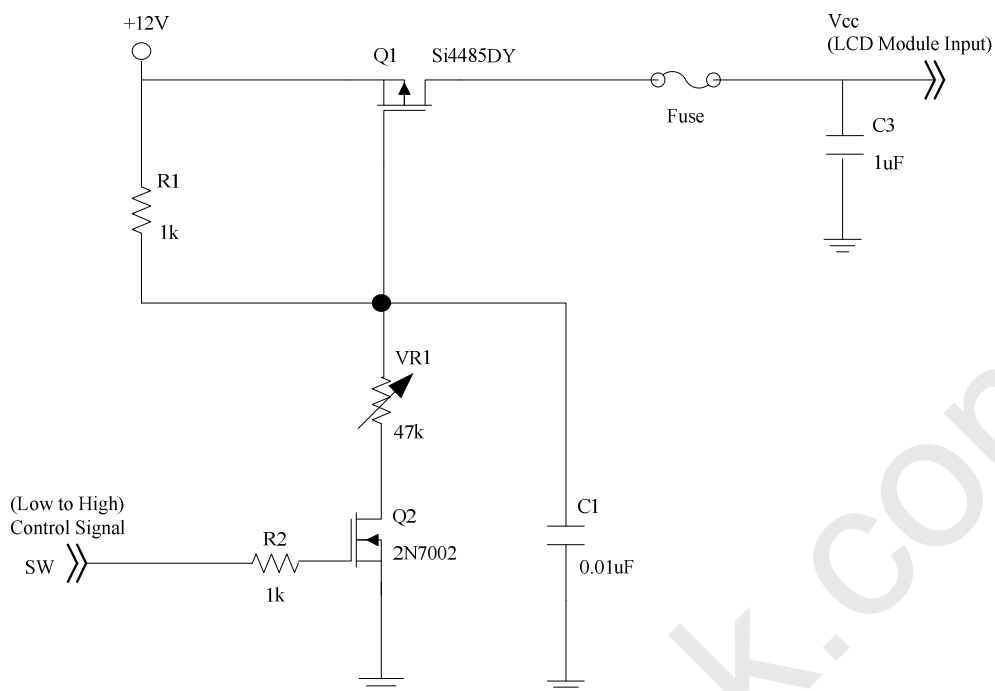 +12V
Q1
Si4485DY
Vcc
(LCD Module Input)
Fuse
C3
1uF
R1
1k
VR1
47k
(Low to High)
Control Signal
SW
R2
1k
Q2
2N7002
C1
0.01uF
k.com